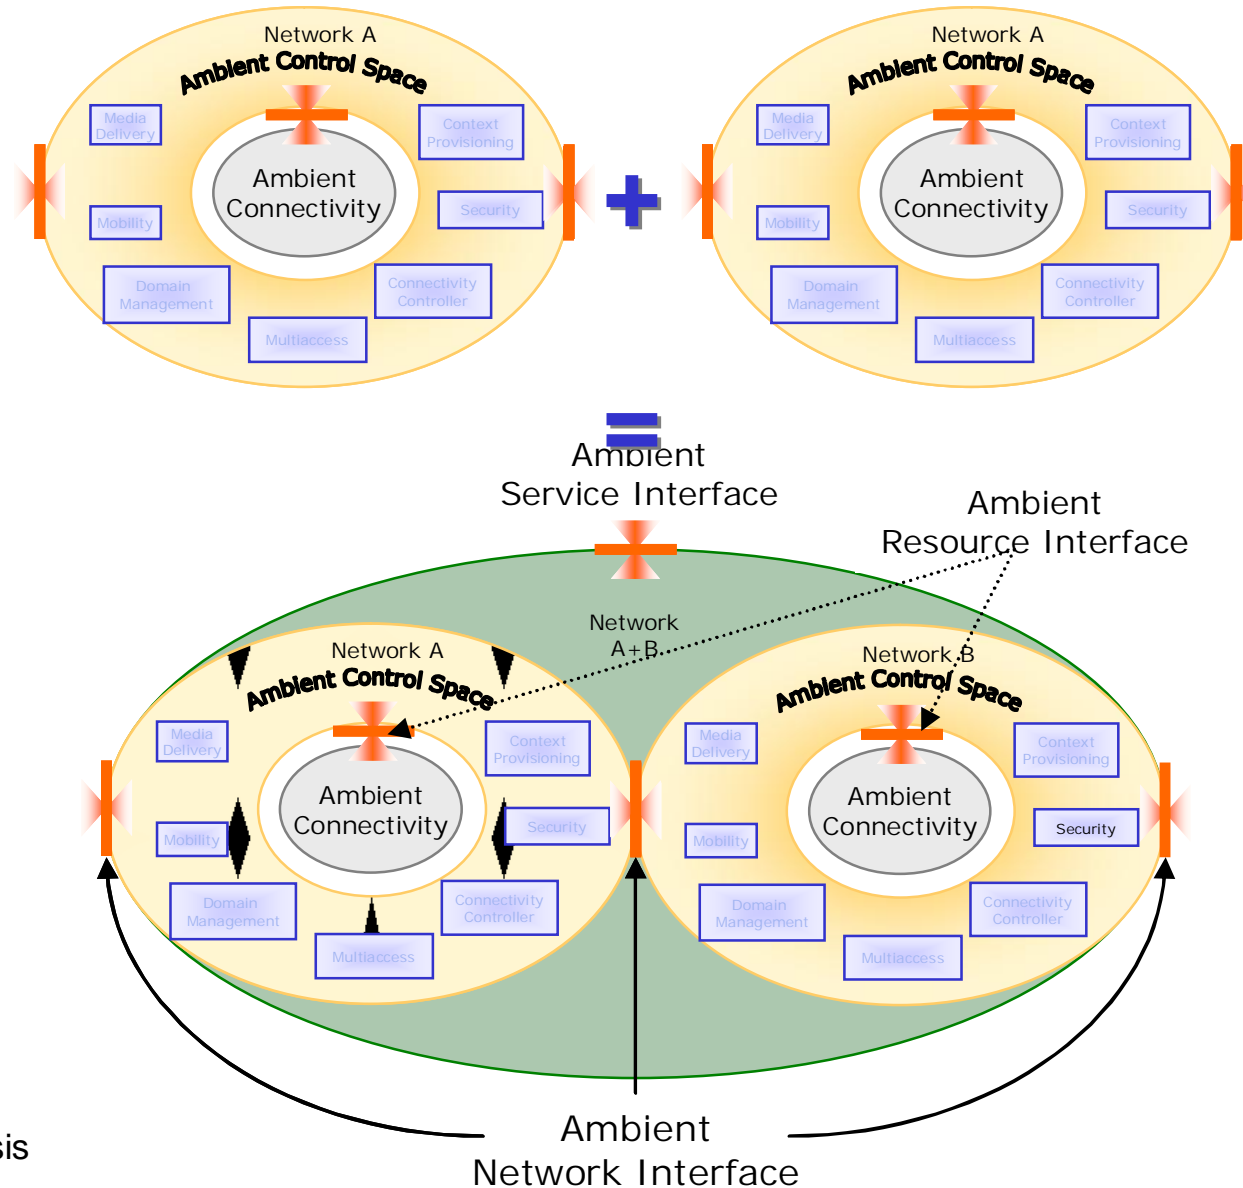 Network A
Ambient Control Space
Media
Delivery
Context
Provisioning
Ambient
Connectivity
Mobility
Security
Domain
Management
Connectivity
Controller
Multiaccess
+
Network A
Ambient Control Space
Media
Delivery
Context
Provisioning
Ambient
Connectivity
Mobility
Security
Domain
Management
Connectivity
Controller
Multiaccess
=
Ambient
Service Interface
Ambient
Resource Interface
Network
A+B
Network A
Ambient Control Space
Media
Delivery
Context
Provisioning
Ambient
Connectivity
Mobility
Security
Domain
Management
Connectivity
Controller
Multiaccess
Network B
Ambient Control Space
Media
Delivery
Context
Provisioning
Ambient
Connectivity
Mobility
Security
Domain
Management
Connectivity
Controller
Multiaccess
Ambient
Network Interface
sis